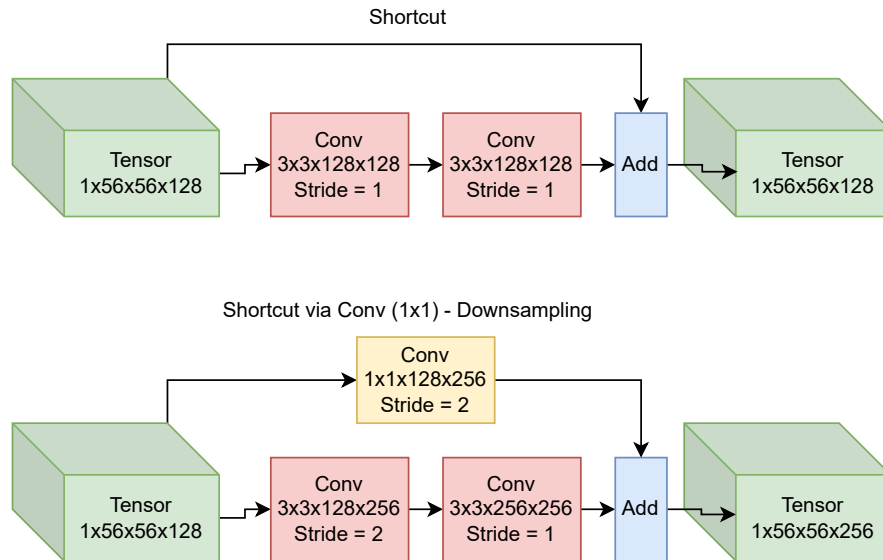 Shortcut
Tensor
1x56x56x128
Conv
3x3x128x128
Stride = 1
Conv
3x3x128x128
Stride = 1
Add
Tensor
1x56x56x128
Shortcut via Conv (1x1) - Downsampling
Conv
1x1x128x256
Stride = 2
Tensor
1x56x56x128
Conv
3x3x128x256
Stride = 2
Conv
3x3x256x256
Stride = 1
Add
Tensor
1x56x56x256